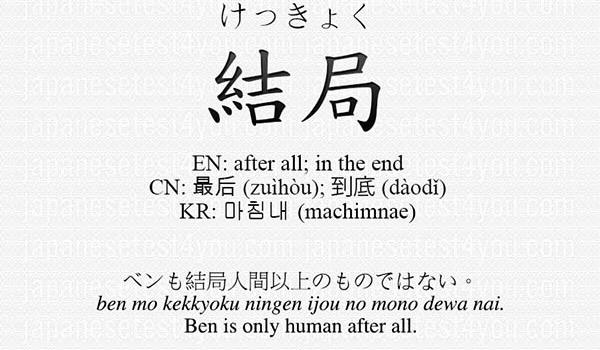 けっきょく
結局
EN: after all; in the end
CN: 最后 (zuìhòu); 到底 (dàodǐ)
KR: 마침내 (machimnae)
ベンも結局人間以上のものではない。
ben mo kekkyoku ningen ijou no mono dewa nai.
Ben is only human after all.
japanesetest4you.com